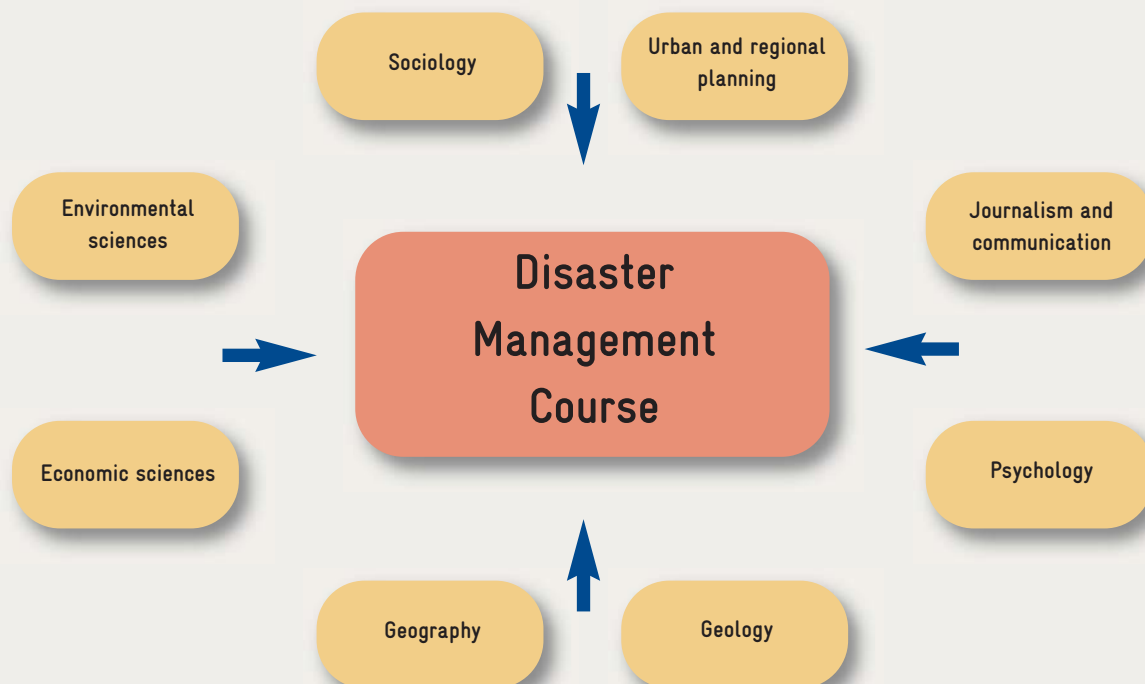 Sociology
Urban and regional
planning
Environmental
sciences
Journalism and
communication
Disaster
Management
Course
Economic sciences
Psychology
Geography
Geology